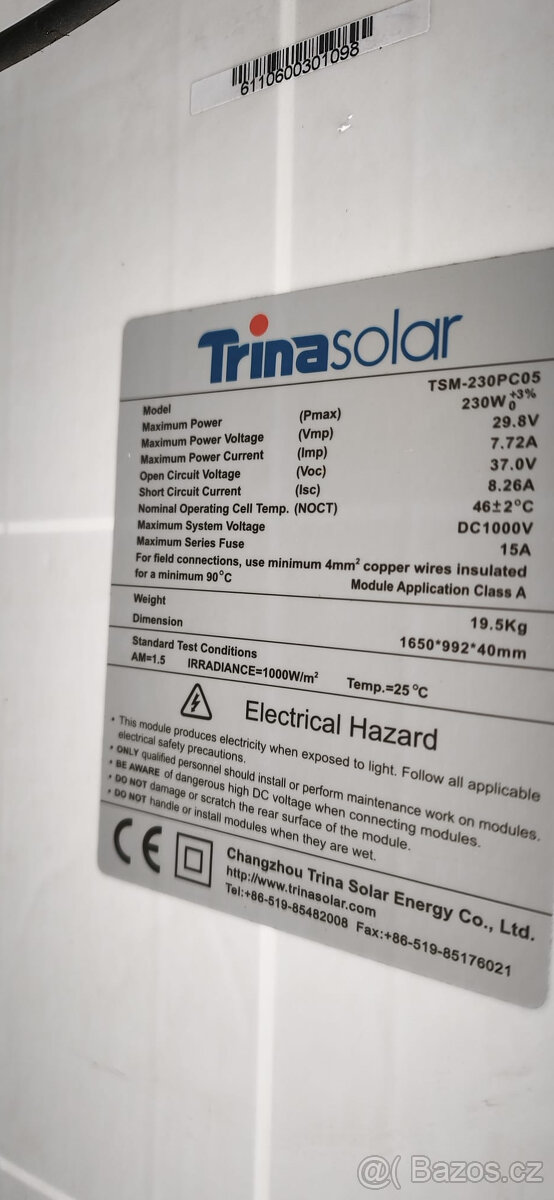 6110600301098
Trinasolar
Model TSM-230PC05
Maximum Power (Pmax) 230W +3% 0
Maximum Power Voltage (Vmp) 29.8V
Maximum Power Current (Imp) 7.72A
Open Circuit Voltage (Voc) 37.0V
Short Circuit Current (Isc) 8.26A
Nominal Operating Cell Temp. (NOCT) 46±2°C
Maximum System Voltage DC1000V
Maximum Series Fuse 15A
For field connections, use minimum 4mm² copper wires insulated
for a minimum 90°C Module Application Class A
Weight 19.5Kg
Dimension 1650*992*40mm
Standard Test Conditions
AM=1.5 IRRADIANCE=1000W/m² Temp.=25°C
Electrical Hazard
• This module produces electricity when exposed to light. Follow all applicable
electrical safety precautions.
• ONLY qualified personnel should install or perform maintenance work on modules.
• BE AWARE of dangerous high DC voltage when connecting modules.
• DO NOT damage or scratch the rear surface of the module.
• DO NOT handle or install modules when they are wet.
CE
Changzhou Trina Solar Energy Co., Ltd.
http://www.trinasolar.com
Tel:+86-519-85482008 Fax:+86-519-85176021
@( Bazos.cz